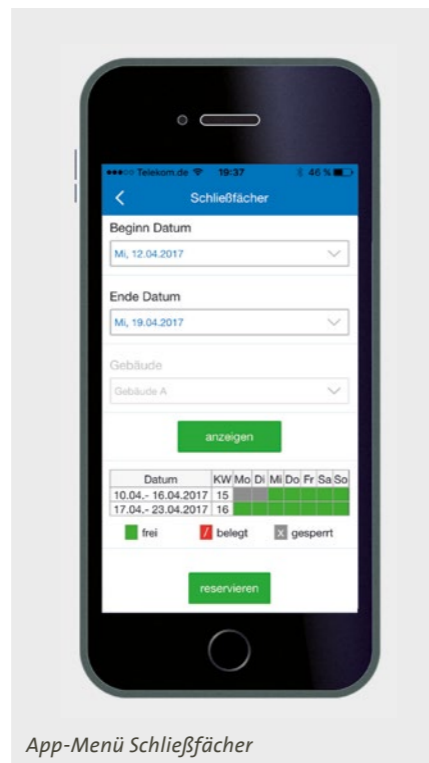 Telekom.de 19:37 46 %
Schließfächer
Beginn Datum
Mi, 12.04.2017
Ende Datum
Mi, 19.04.2017
Gebäude
Gebäude A
anzeigen
Datum KW Mo Di Mi Do Fr Sa So
10.04.- 16.04.2017 15
17.04.- 23.04.2017 16
frei / belegt x gesperrt
reservieren
App-Menü Schließfächer